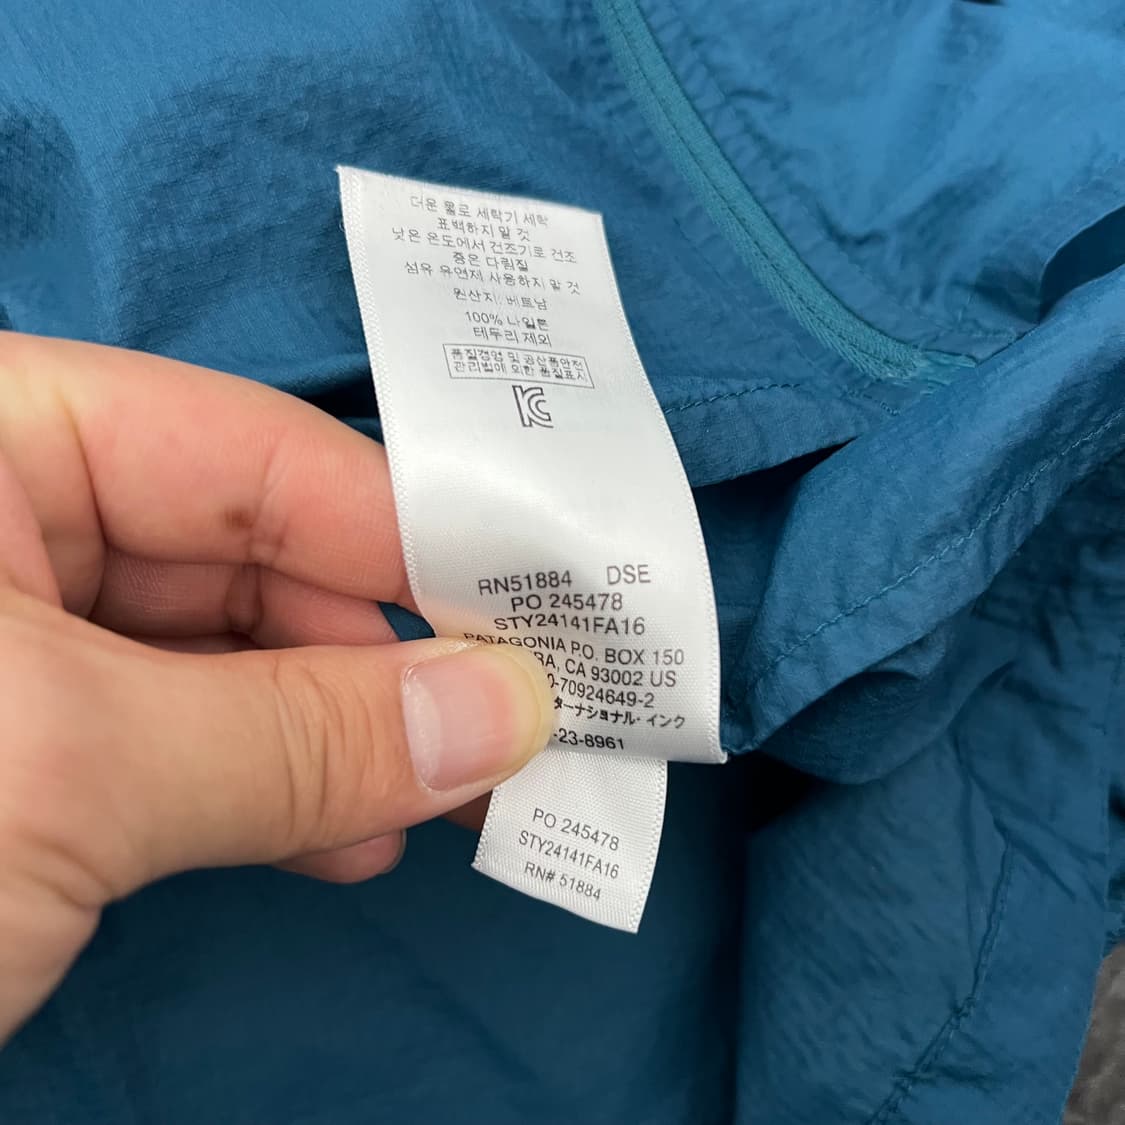 더운 물로 세탁기 세탁
표백하지 말 것
낮은 온도에서 건조기로 건조
중온 다림질
섬유 유연제 사용하지 말 것
원산지: 베트남
100% 나일론
테두리 제외
품질경영 및 공산품안전
관리법에 의한 품질표시
KC
RN51884 DSE
PO 245478
STY24141FA16
PATAGONIA P.O. BOX 150
RA, CA 93002 US
0-70924649-2
ターナショナル・インク
-23-8961
PO 245478
STY24141FA16
RN# 51884